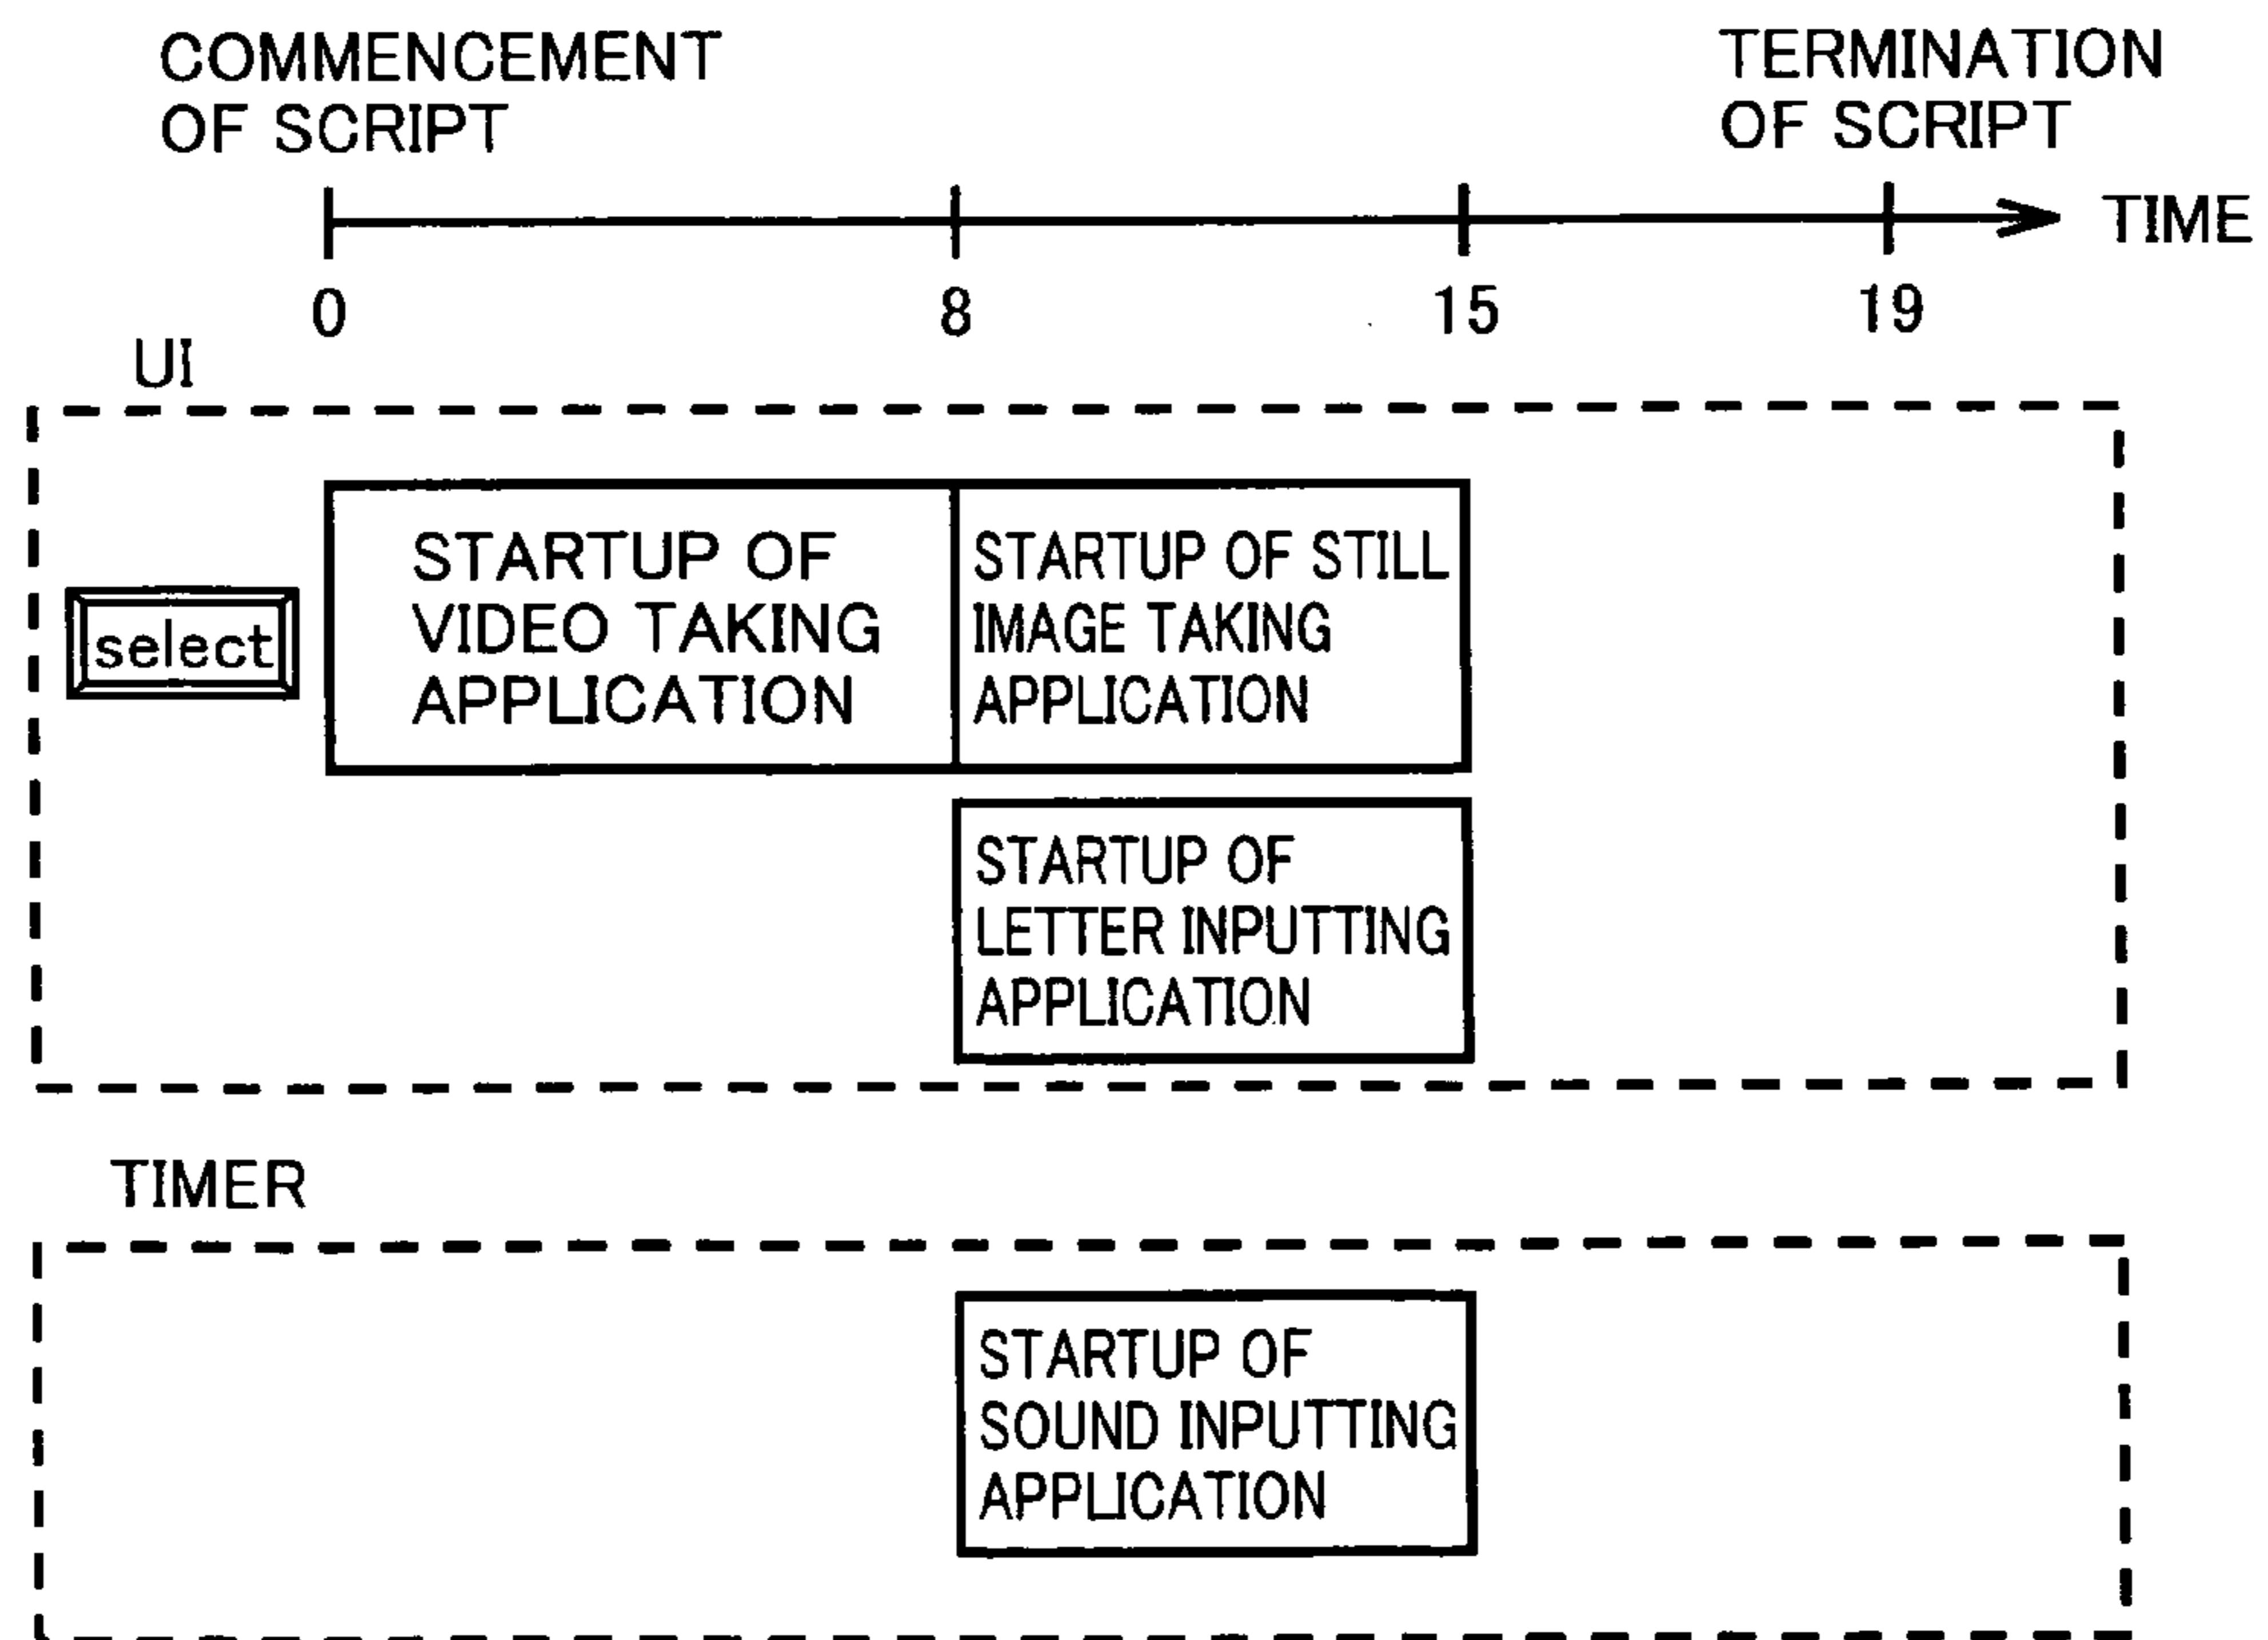 COMMENCEMENT
OF SCRIPT
TERMINATION
OF SCRIPT
TIME
0
8
15
19
UI
select
STARTUP OF
VIDEO TAKING
APPLICATION
STARTUP OF STILL
IMAGE TAKING
APPLICATION
STARTUP OF
LETTER INPUTTING
APPLICATION
TIMER
STARTUP OF
SOUND INPUTTING
APPLICATION